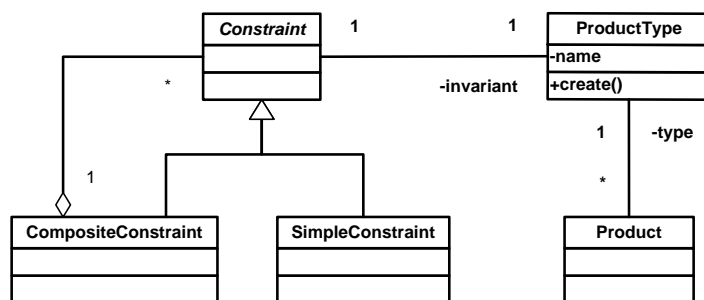 Constraint
1
1
ProductType
-name
+create()
*
-invariant
1
-type
1
*
CompositeConstraint
SimpleConstraint
Product